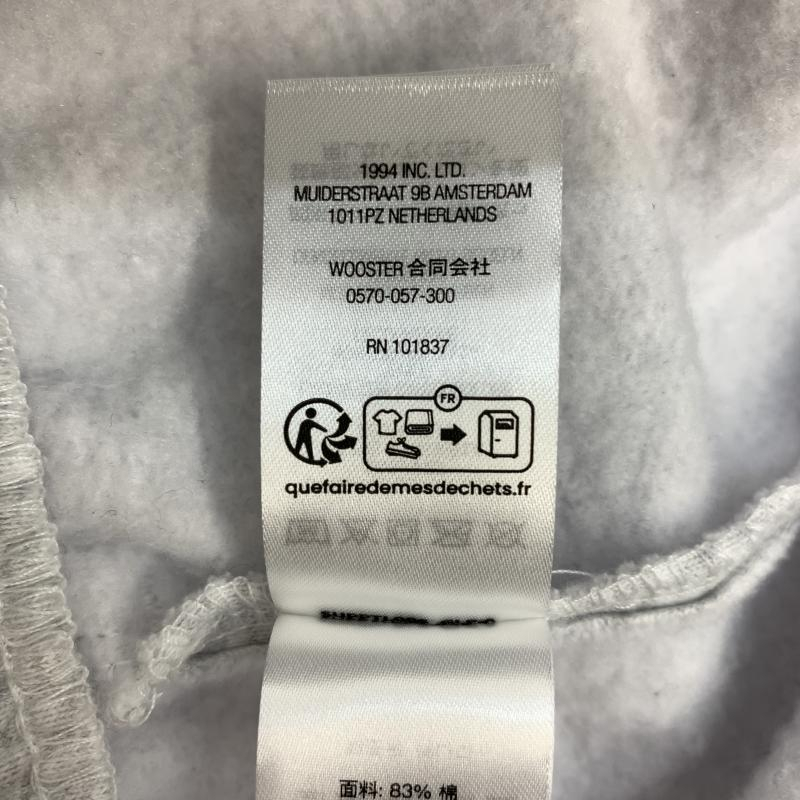 1994 INC. LTD.
MUIDERSTRAAT 9B AMSTERDAM
1011PZ NETHERLANDS
WOOSTER 合同会社
0570-057-300
RN 101837
FR
quefairedemesdechets.fr
面料: 83% 棉